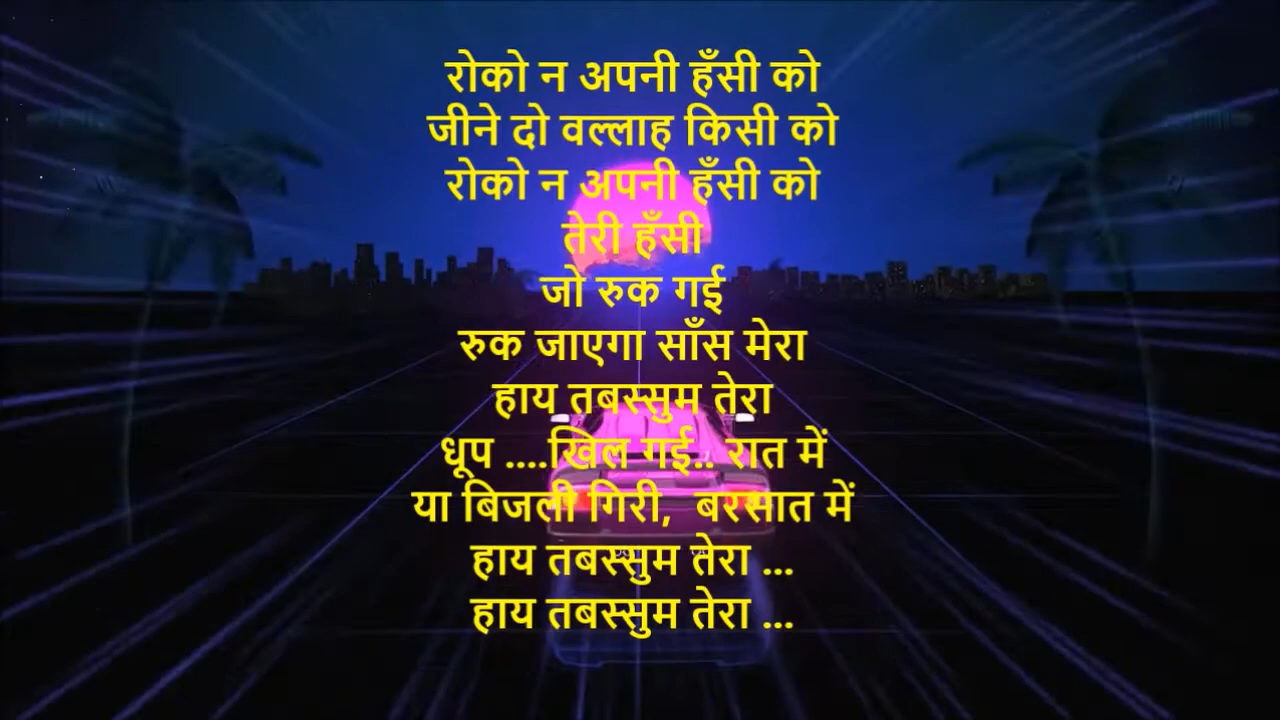 रोको न अपनी हँसी को
जीने दो वल्लाह किसी को
रोको न अपनी हँसी को
तेरी हँसी
जो रुक गई
रुक जाएगा साँस मेरा
हाय तबस्सुम तेरा
धूप ....खिल गई.. रात में
या बिजली गिरी,  बरसात में
हाय तबस्सुम तेरा ...
हाय तबस्सुम तेरा ...